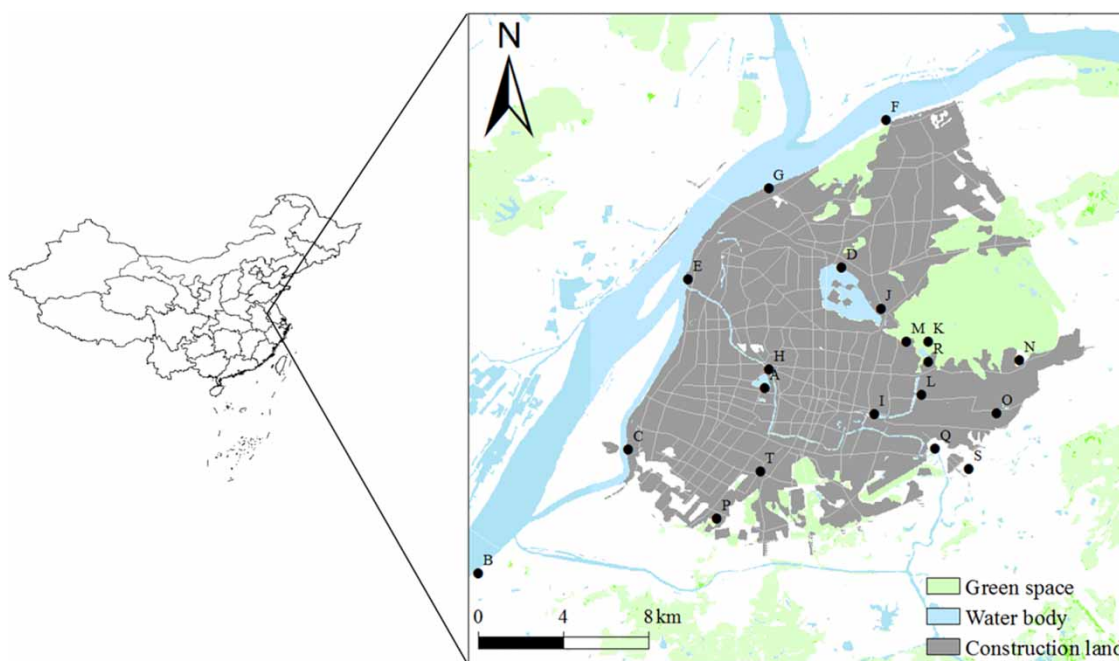 N
F
G
D
E
J
M K
R
N
H
A
L
I
O
C
Q
T
S
P
B
0 4 8 km
Green space
Water body
Construction land